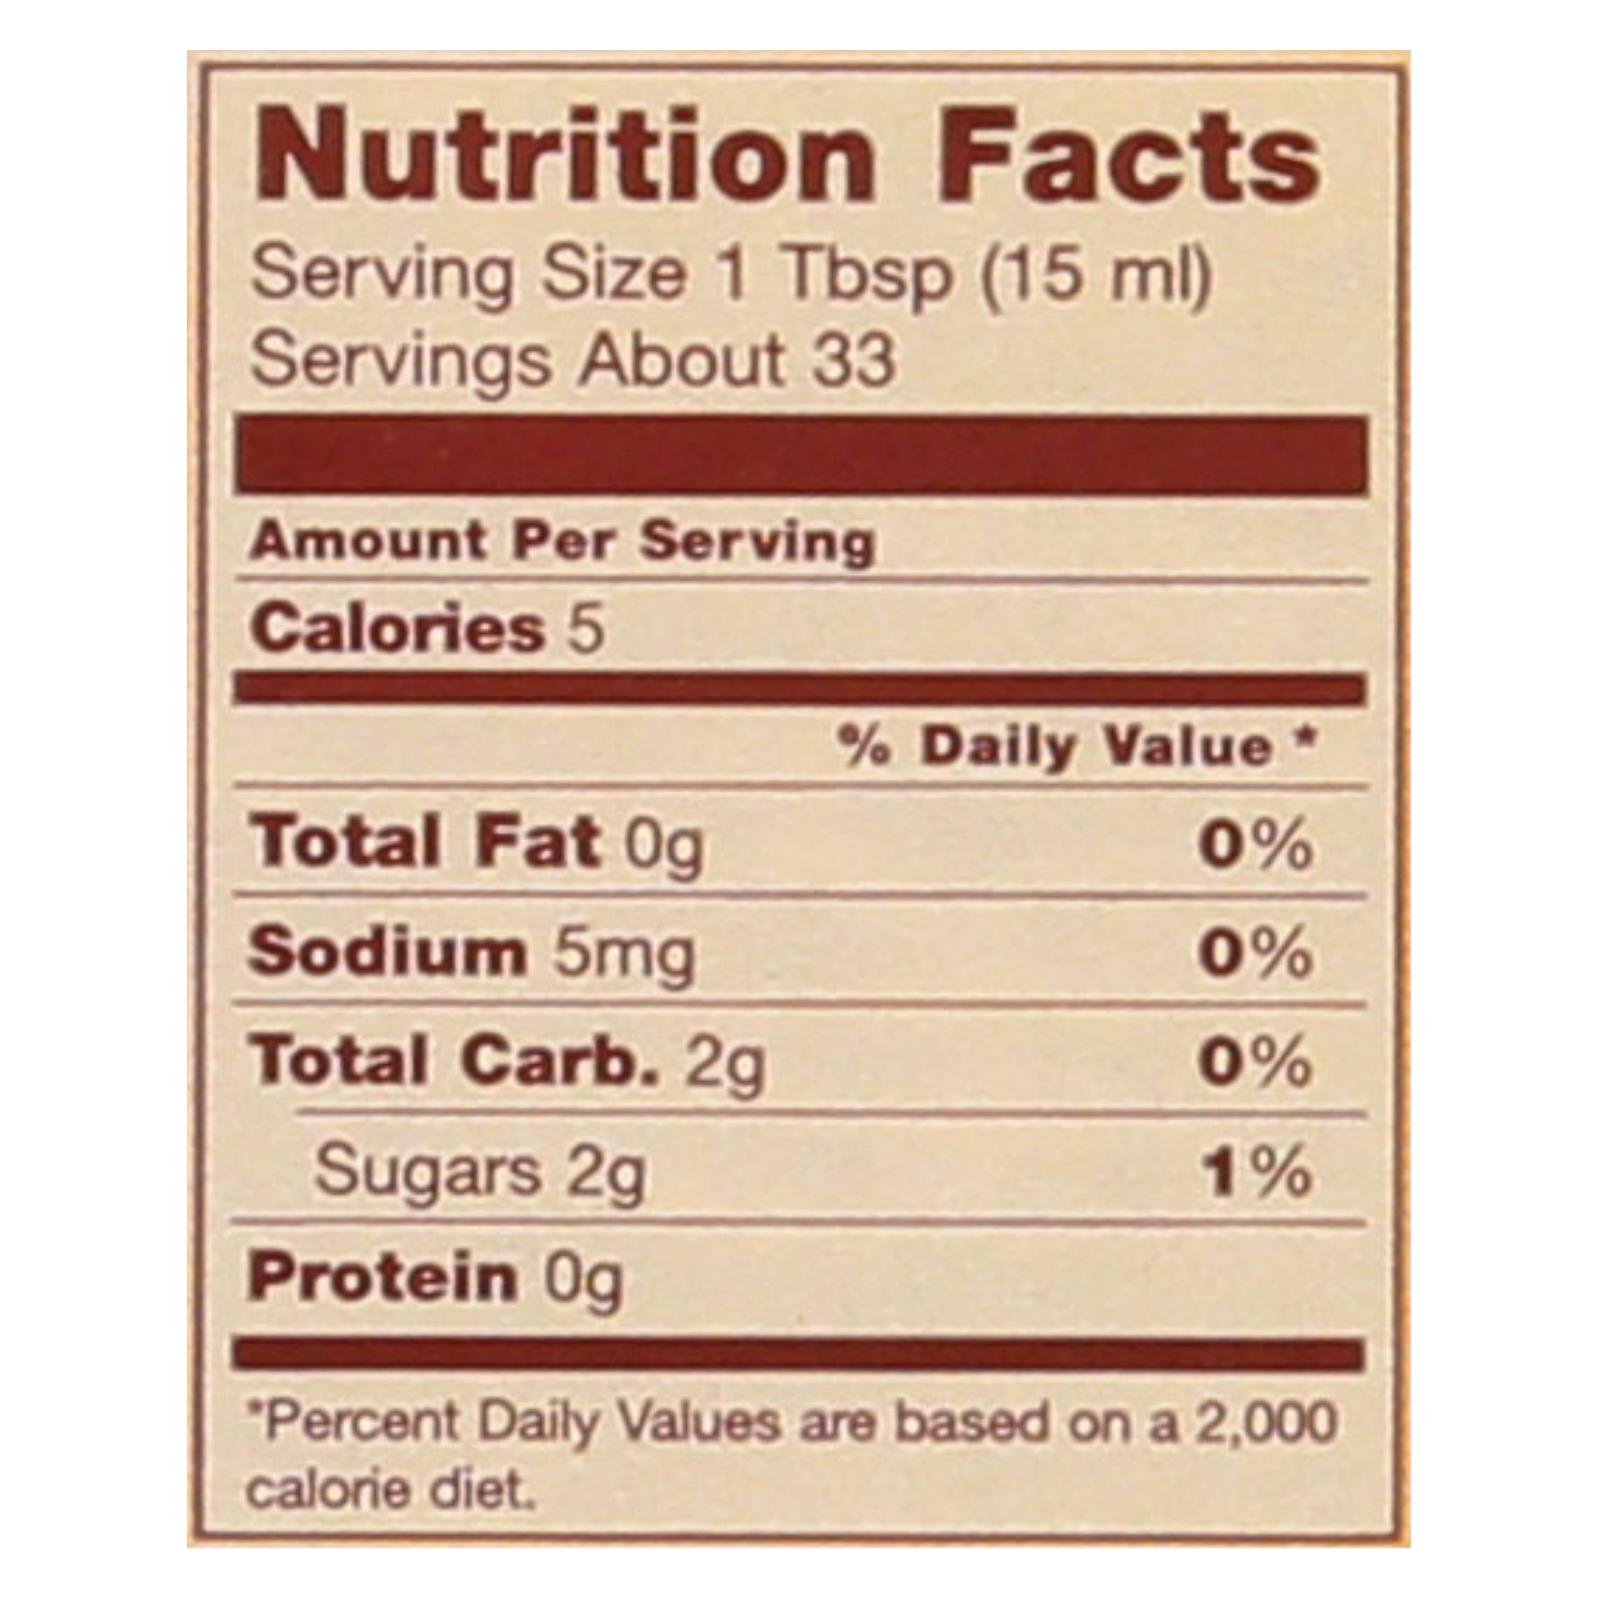 Nutrition Facts
Serving Size 1 Tbsp (15 ml)
Servings About 33
Amount Per Serving
Calories 5
% Daily Value *
Total Fat 0g 0%
Sodium 5mg 0%
Total Carb. 2g 0%
Sugars 2g 1%
Protein 0g
*Percent Daily Values are based on a 2,000
calorie diet.